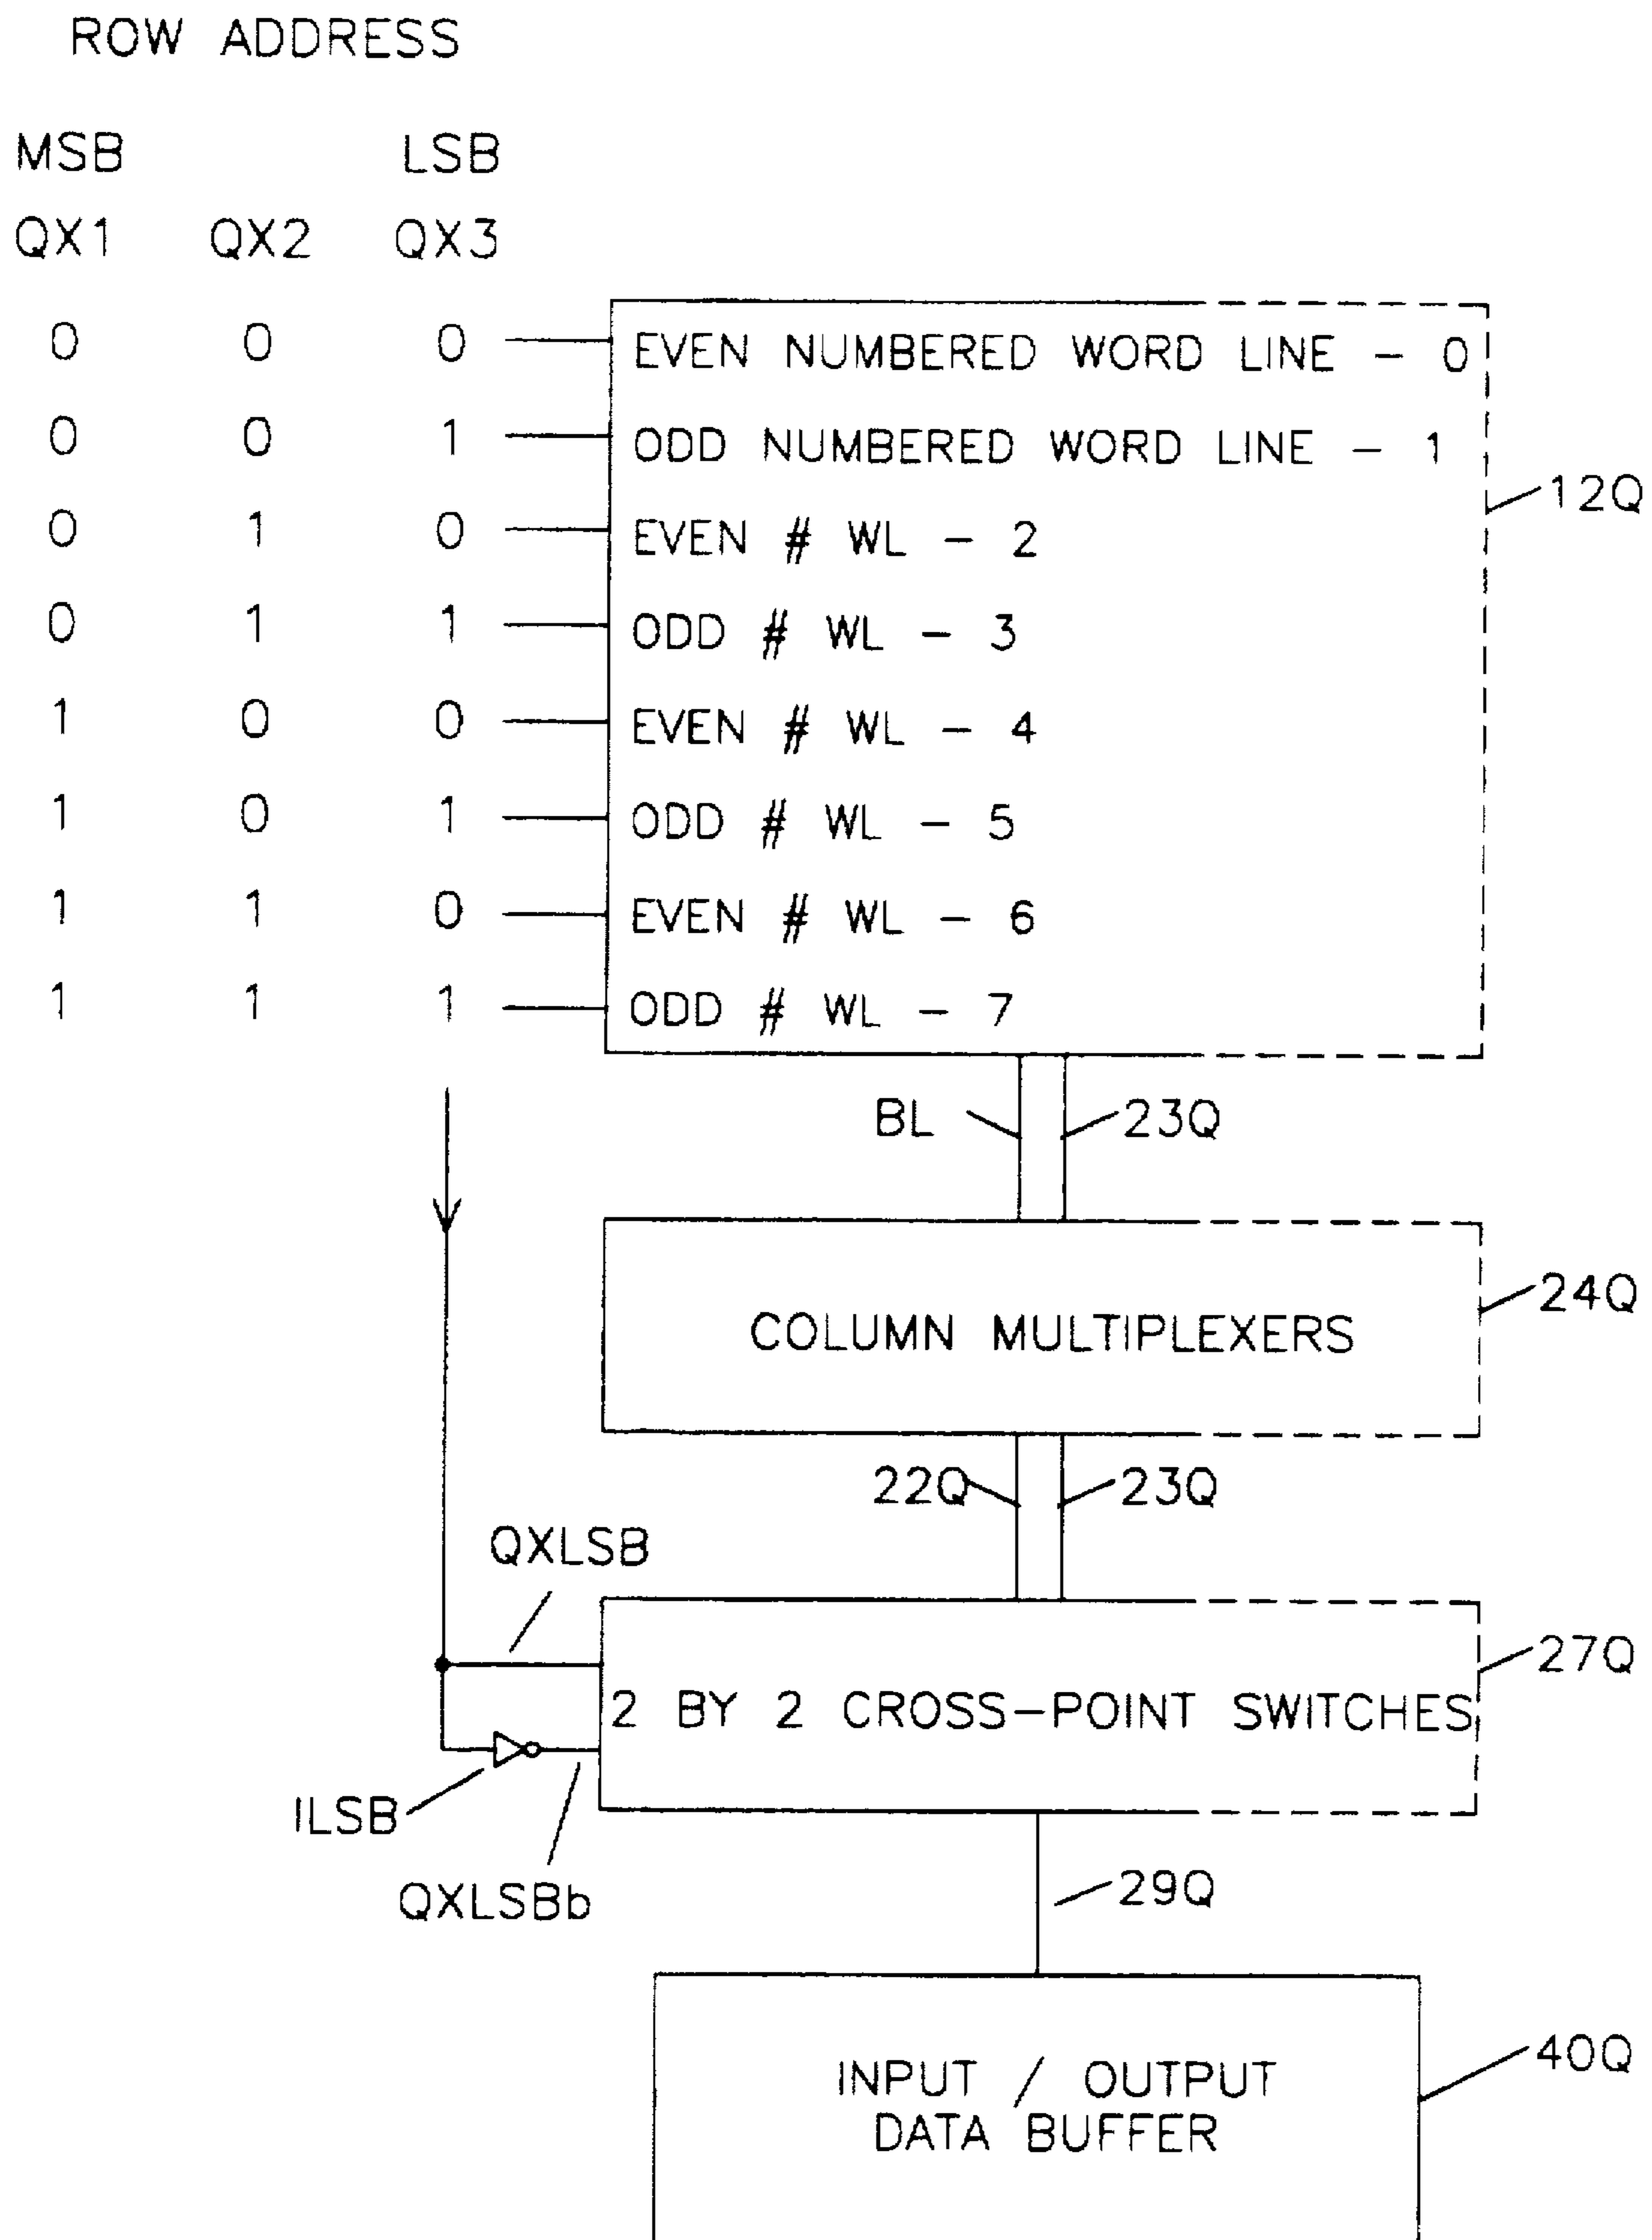 ROW ADDRESS
MSB LSB
QX1 QX2 QX3
0 0 0 EVEN NUMBERED WORD LINE - 0
0 0 1 ODD NUMBERED WORD LINE - 1
12Q
0 1 0 EVEN # WL - 2
0 1 1 ODD # WL - 3
1 0 0 EVEN # WL - 4
1 0 1 ODD # WL - 5
1 1 0 EVEN # WL - 6
1 1 1 ODD # WL - 7
BL 23Q
24Q
COLUMN MULTIPLEXERS
22Q 23Q
QXLSB
27Q
2 BY 2 CROSS-POINT SWITCHES
ILSB
QXLSBb
29Q
40Q
INPUT / OUTPUT
DATA BUFFER